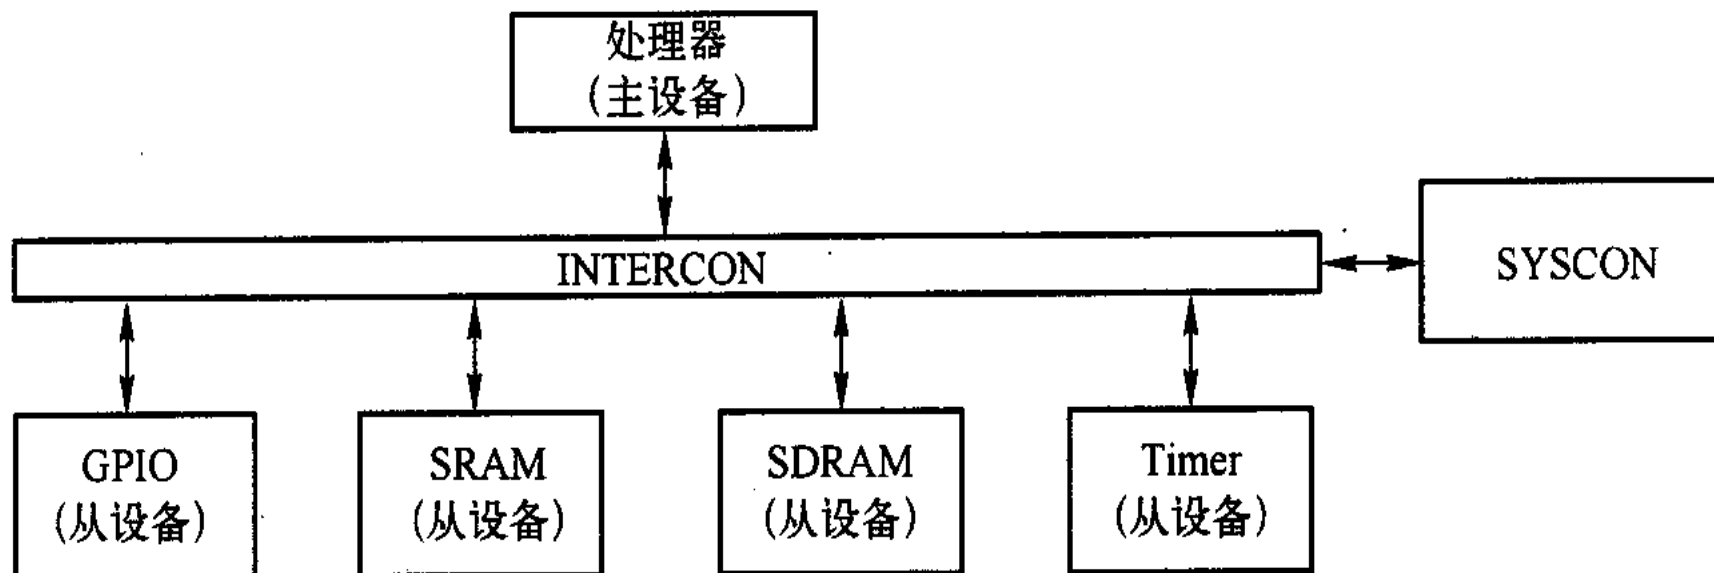 处理器
(主设备)
INTERCON
SYSCON
GPIO
(从设备)
SRAM
(从设备)
SDRAM
(从设备)
Timer
(从设备)